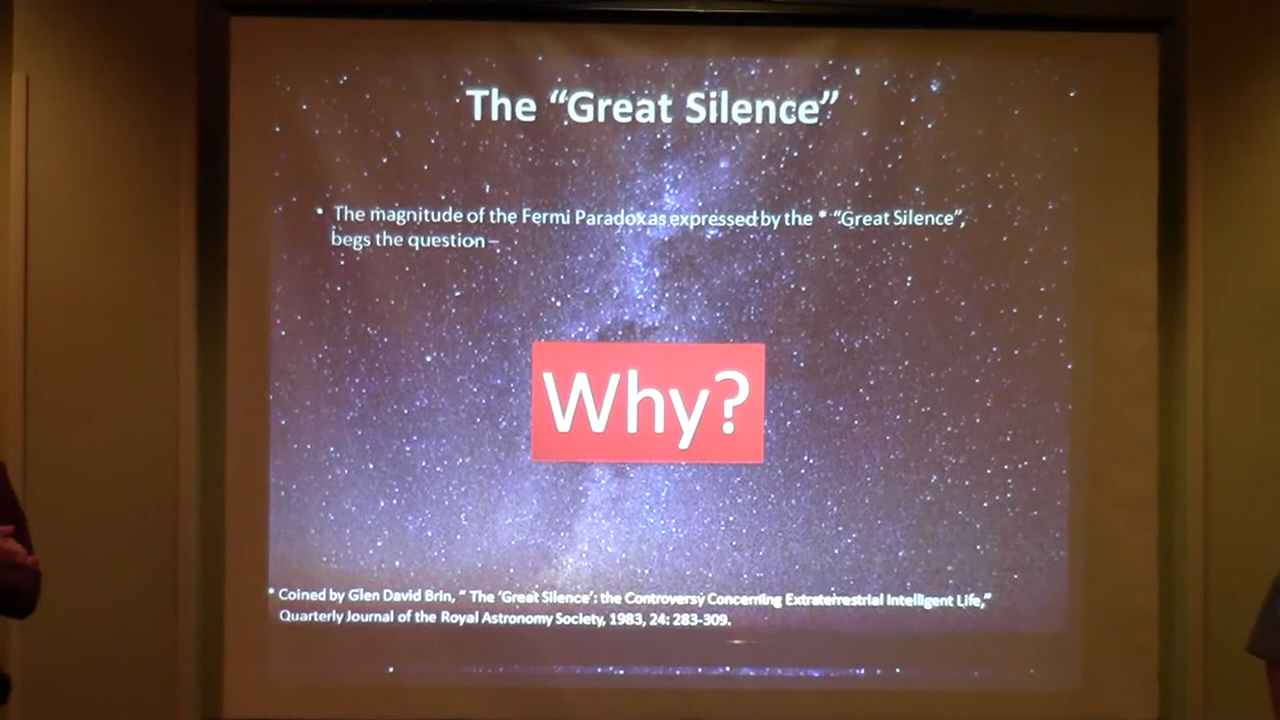 The “Great Silence”
• The magnitude of the Fermi Paradox as expressed by the * “Great Silence”,
begs the question –
Why?
* Coined by Glen David Brin, “ The ‘Great Silence’: the Controversy Concerning Extraterrestrial Intelligent Life,”
Quarterly Journal of the Royal Astronomy Society, 1983, 24: 283-309.